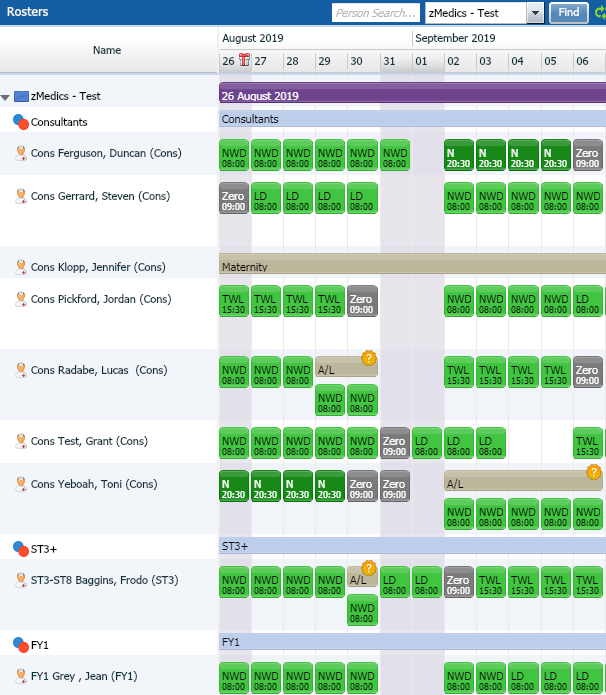 Rosters Person Search... zMedics - Test Find
Name August 2019 September 2019
26 27 28 29 30 31 01 02 03 04 05 06
zMedics - Test 26 August 2019
Consultants Consultants
Cons Ferguson, Duncan (Cons) NWD NWD NWD NWD NWD NWD N N N N Zero
08:00 08:00 08:00 08:00 08:00 08:00 20:30 20:30 20:30 20:30 09:00
Cons Gerrard, Steven (Cons) Zero LD LD LD LD NWD NWD NWD NWD NWD
09:00 08:00 08:00 08:00 08:00 08:00 08:00 08:00 08:00 08:00
Cons Klopp, Jennifer (Cons) Maternity
Cons Pickford, Jordan (Cons) TWL TWL TWL TWL Zero NWD NWD NWD NWD LD
15:30 15:30 15:30 15:30 09:00 08:00 08:00 08:00 08:00 08:00
Cons Radabe, Lucas (Cons) NWD NWD NWD A/L ? TWL TWL TWL TWL Zero
08:00 08:00 08:00 15:30 15:30 15:30 15:30 09:00
NWD NWD
08:00 08:00
Cons Test, Grant (Cons) NWD NWD NWD NWD NWD Zero LD LD LD TWL
08:00 08:00 08:00 08:00 08:00 09:00 08:00 08:00 08:00 15:30
Cons Yeboah, Toni (Cons) N N N N Zero Zero A/L ?
20:30 20:30 20:30 20:30 09:00 09:00
NWD NWD NWD NWD NWD
08:00 08:00 08:00 08:00 08:00
ST3+ ST3+
ST3-ST8 Baggins, Frodo (ST3) NWD NWD NWD NWD A/L ? LD LD Zero TWL TWL TWL TWL
08:00 08:00 08:00 08:00 08:00 08:00 09:00 15:30 15:30 15:30 15:30
NWD
08:00
FY1 FY1
FY1 Grey , Jean (FY1) NWD NWD NWD NWD NWD NWD LD LD LD LD
08:00 08:00 08:00 08:00 08:00 08:00 08:00 08:00 08:00 08:00